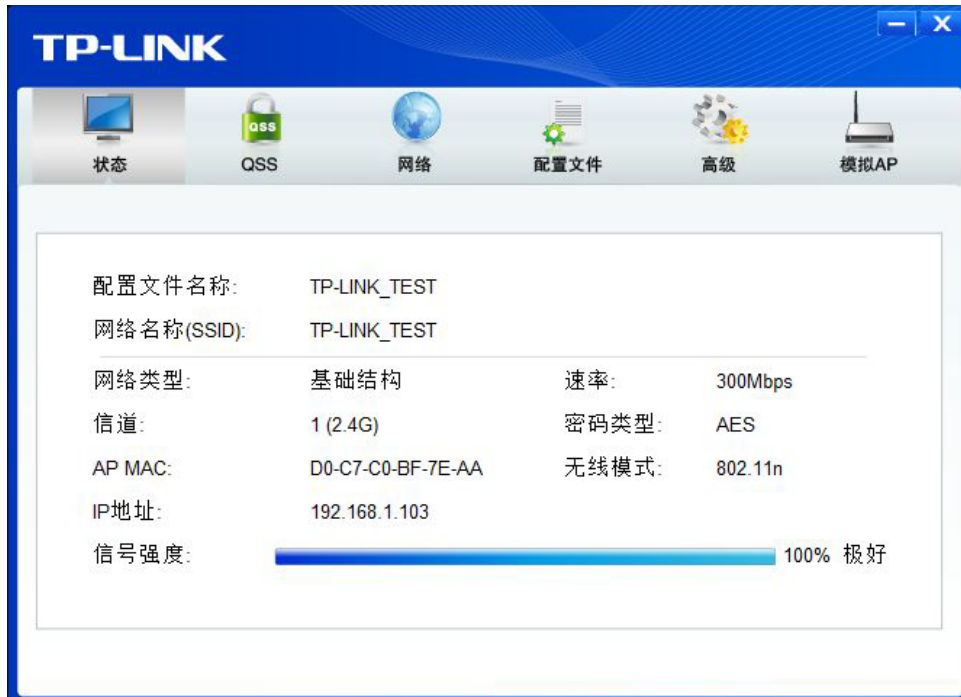 TP-LINK
状态 QSS 网络 配置文件 高级 模拟AP
配置文件名称: TP-LINK_TEST
网络名称(SSID): TP-LINK_TEST
网络类型: 基础结构 速率: 300Mbps
信道: 1 (2.4G) 密码类型: AES
AP MAC: D0-C7-C0-BF-7E-AA 无线模式: 802.11n
IP地址: 192.168.1.103
信号强度: 100% 极好